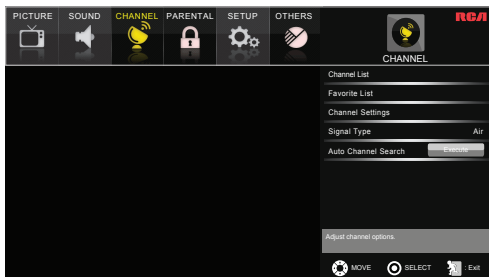 PICTURE SOUND CHANNEL PARENTAL SETUP OTHERS
RCA
CHANNEL
Channel List
Favorite List
Channel Settings
Signal Type Air
Auto Channel Search Execute
Adjust channel options.
MOVE SELECT : Exit